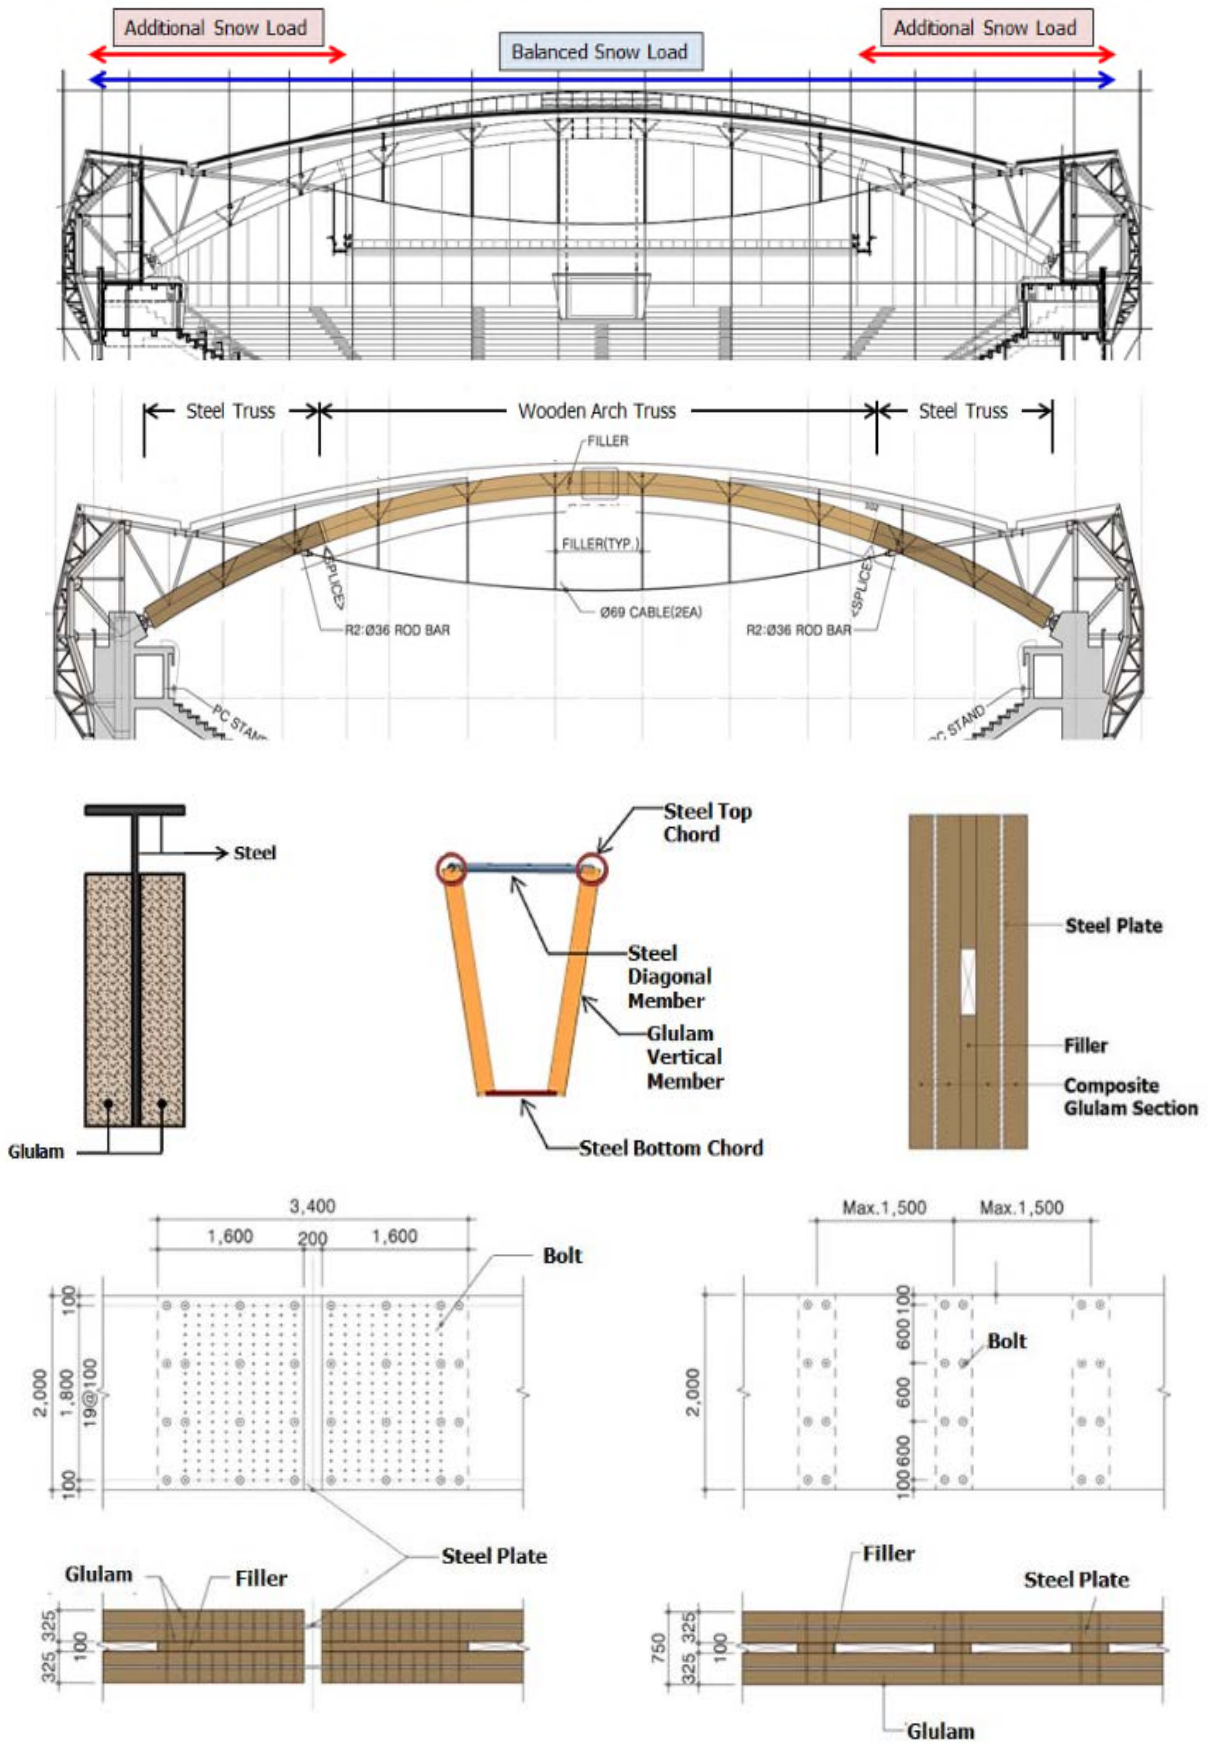 Additional Snow Load
Additional Snow Load
Balanced Snow Load
Steel Truss
Wooden Arch Truss
Steel Truss
FILLER
FILLER(TYP.)
<SPLICE>
<SPLICE>
Ø69 CABLE(2EA)
R2:Ø36 ROD BAR
R2:Ø36 ROD BAR
PC STAND
PC STAND
Steel
Glulam
Steel Top
Chord
Steel
Diagonal
Member
Glulam
Vertical
Member
Steel Bottom Chord
Steel Plate
Filler
Composite
Glulam Section
3,400
1,600
200
1,600
Bolt
100
2,000
1,800
19@100
100
Steel Plate
Glulam
Filler
325
100
325
Max.1,500
Max.1,500
100
600
Bolt
2,000
600
600
100
Filler
Steel Plate
750
325
100
325
Glulam